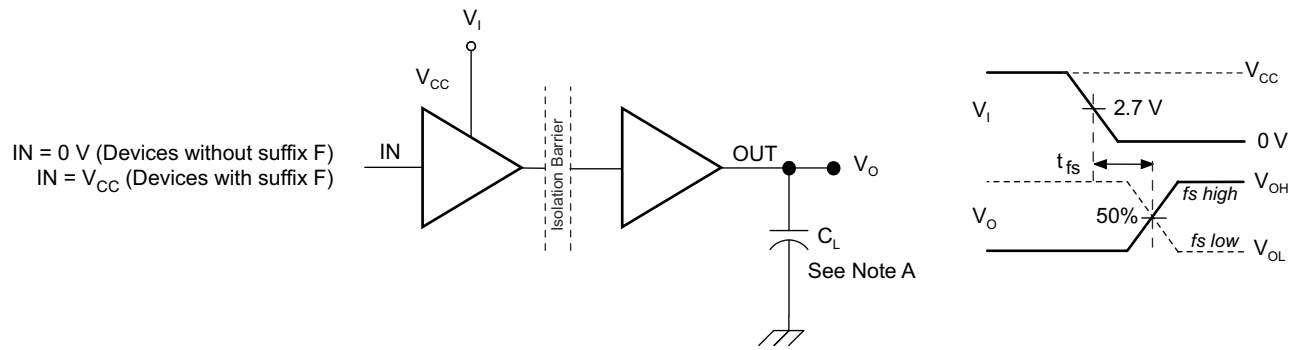 V_I
V_CC
IN = 0 V (Devices without suffix F)
IN = V_CC (Devices with suffix F)
IN
Isolation Barrier
OUT
V_O
C_L
See Note A
V_I
V_CC
2.7 V
0 V
t_fs
V_O
50%
fs high
V_OH
fs low
V_OL